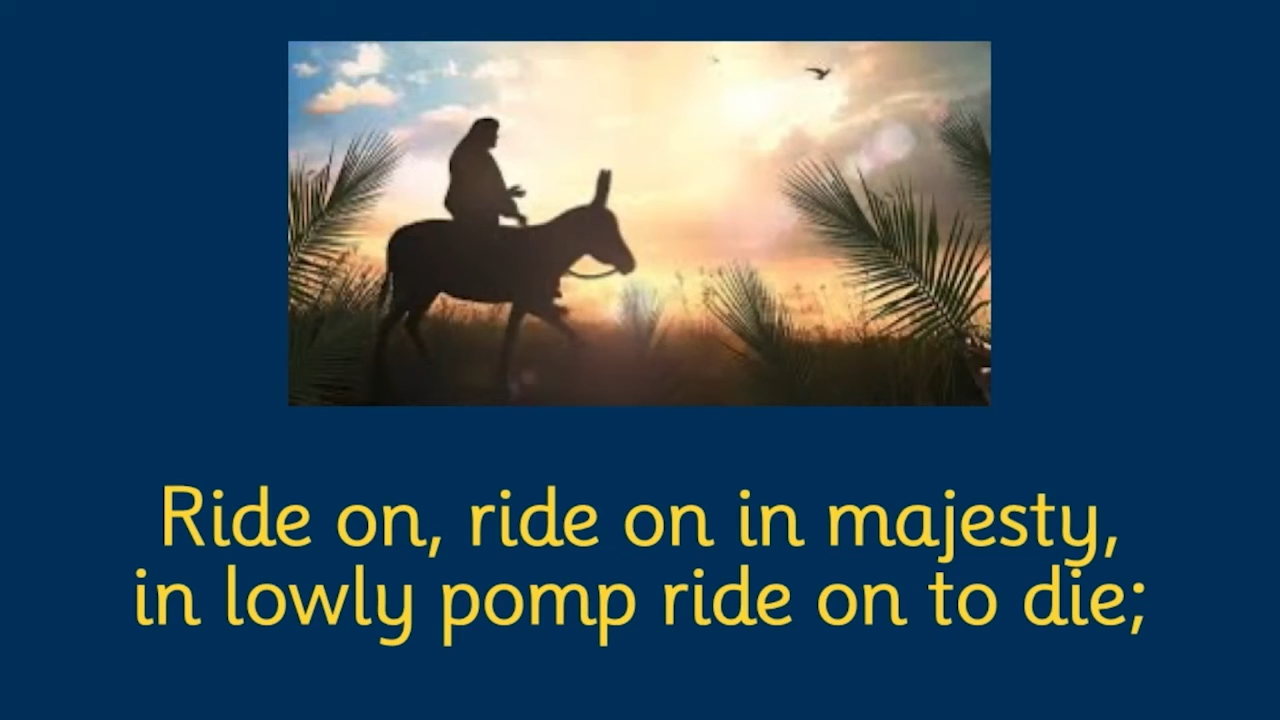 Ride on, ride on in majesty,
in lowly pomp ride on to die;